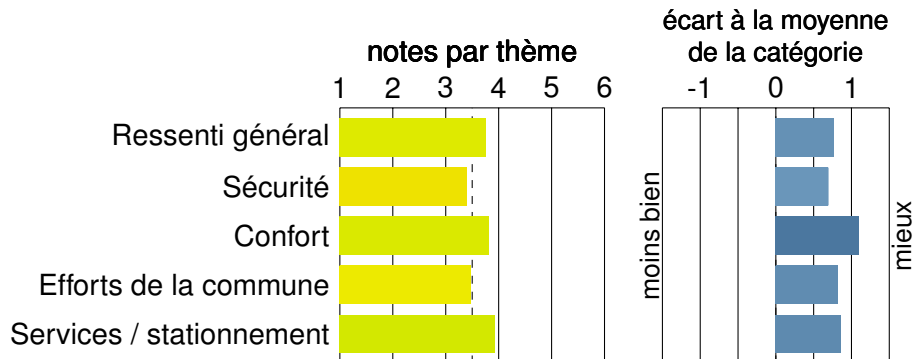 notes par thème
écart à la moyenne
de la catégorie
1 2 3 4 5 6
-1 0 1
Ressenti général
Sécurité
Confort
Efforts de la commune
Services / stationnement
moins bien
mieux